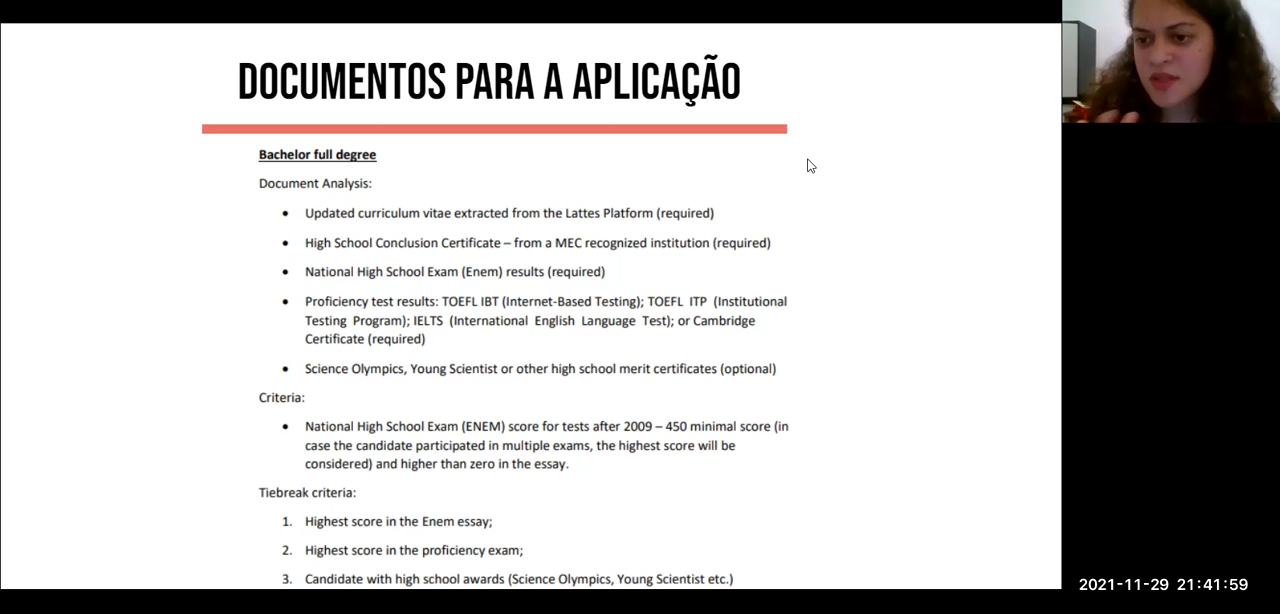 DOCUMENTOS PARA A APLICAÇÃO
Bachelor full degree
Document Analysis:
• Updated curriculum vitae extracted from the Lattes Platform (required)
• High School Conclusion Certificate – from a MEC recognized institution (required)
• National High School Exam (Enem) results (required)
• Proficiency test results: TOEFL IBT (Internet-Based Testing); TOEFL ITP (Institutional
Testing Program); IELTS (International English Language Test); or Cambridge
Certificate (required)
• Science Olympics, Young Scientist or other high school merit certificates (optional)
Criteria:
• National High School Exam (ENEM) score for tests after 2009 – 450 minimal score (in
case the candidate participated in multiple exams, the highest score will be
considered) and higher than zero in the essay.
Tiebreak criteria:
1. Highest score in the Enem essay;
2. Highest score in the proficiency exam;
3. Candidate with high school awards (Science Olympics, Young Scientist etc.)
2021-11-29 21:41:59